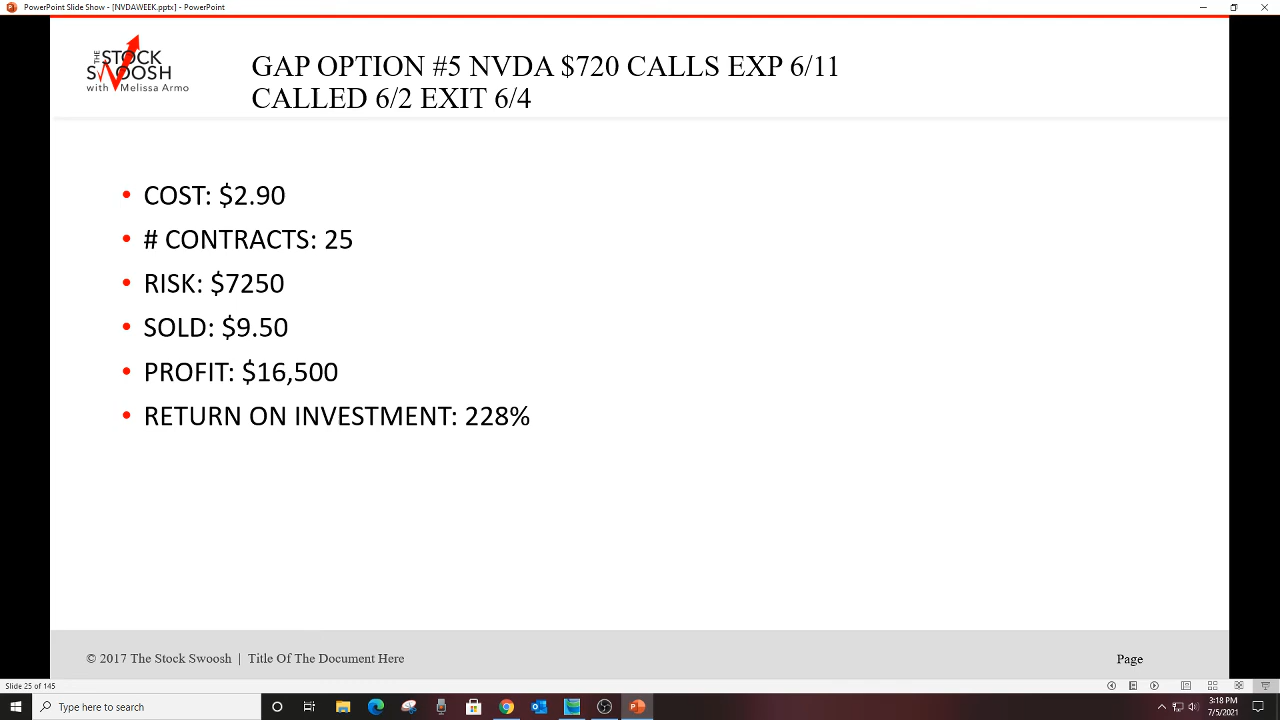 PowerPoint Slide Show - [NVDAWEEK.pptx] - PowerPoint
THE STOCK
SWOOSH
with Melissa Armo
GAP OPTION #5 NVDA $720 CALLS EXP 6/11
CALLED 6/2 EXIT 6/4
• COST: $2.90
• # CONTRACTS: 25
• RISK: $7250
• SOLD: $9.50
• PROFIT: $16,500
• RETURN ON INVESTMENT: 228%
© 2017 The Stock Swoosh | Title Of The Document Here
Page
Slide 25 of 145
Type here to search
3:18 PM
7/5/2021